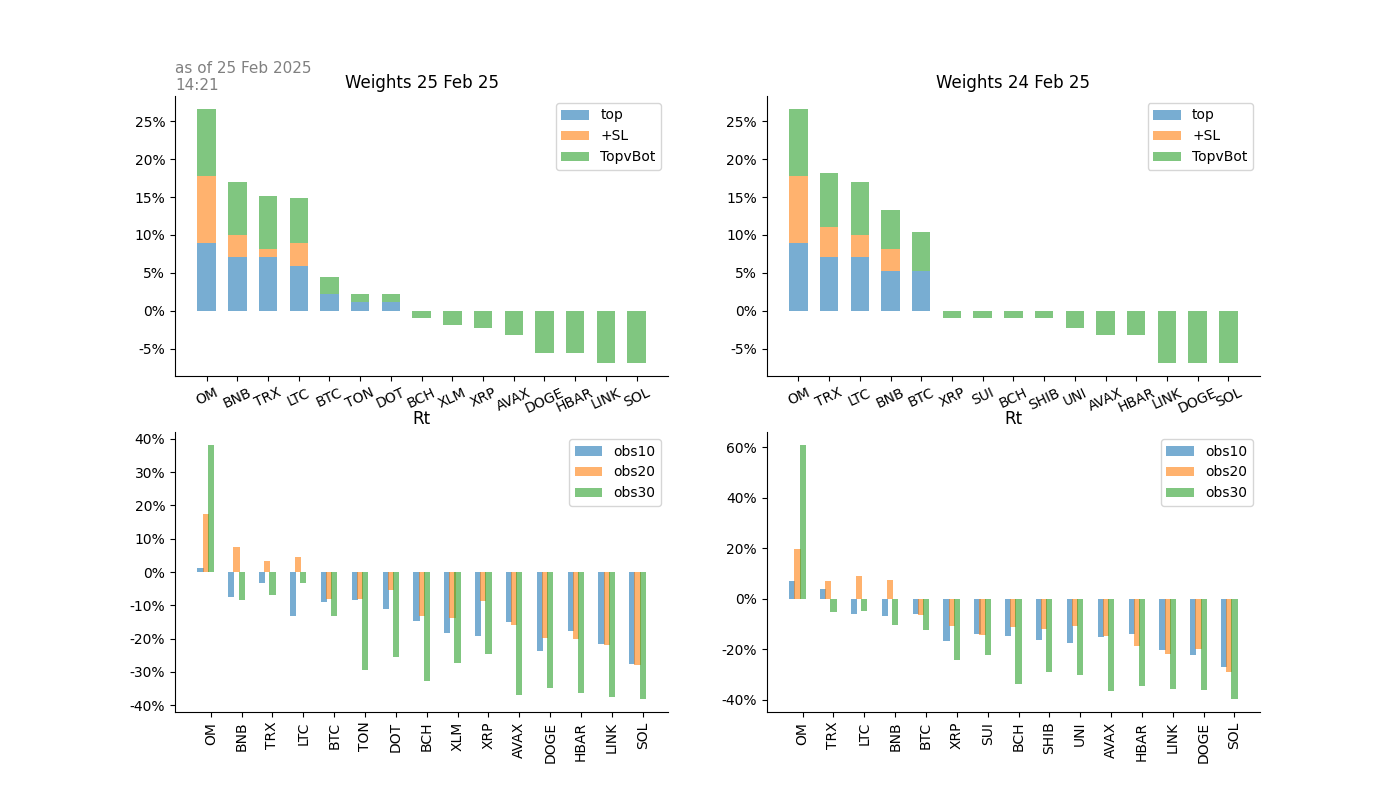 as of 25 Feb 2025
14:21
Weights 25 Feb 25
25%
20%
15%
10%
5%
0%
-5%
top
+SL
TopvBot
OM BNB TRX LTC BTC TON DOT BCH XLM XRP AVAX DOGE HBAR LINK SOL
Weights 24 Feb 25
25%
20%
15%
10%
5%
0%
-5%
top
+SL
TopvBot
OM TRX LTC BNB BTC XRP SUI BCH SHIB UNI AVAX HBAR LINK DOGE SOL
Rt
40%
30%
20%
10%
0%
-10%
-20%
-30%
-40%
obs10
obs20
obs30
OM BNB TRX LTC BTC TON DOT BCH XLM XRP AVAX DOGE HBAR LINK SOL
Rt
60%
40%
20%
0%
-20%
-40%
obs10
obs20
obs30
OM TRX LTC BNB BTC XRP SUI BCH SHIB UNI AVAX HBAR LINK DOGE SOL